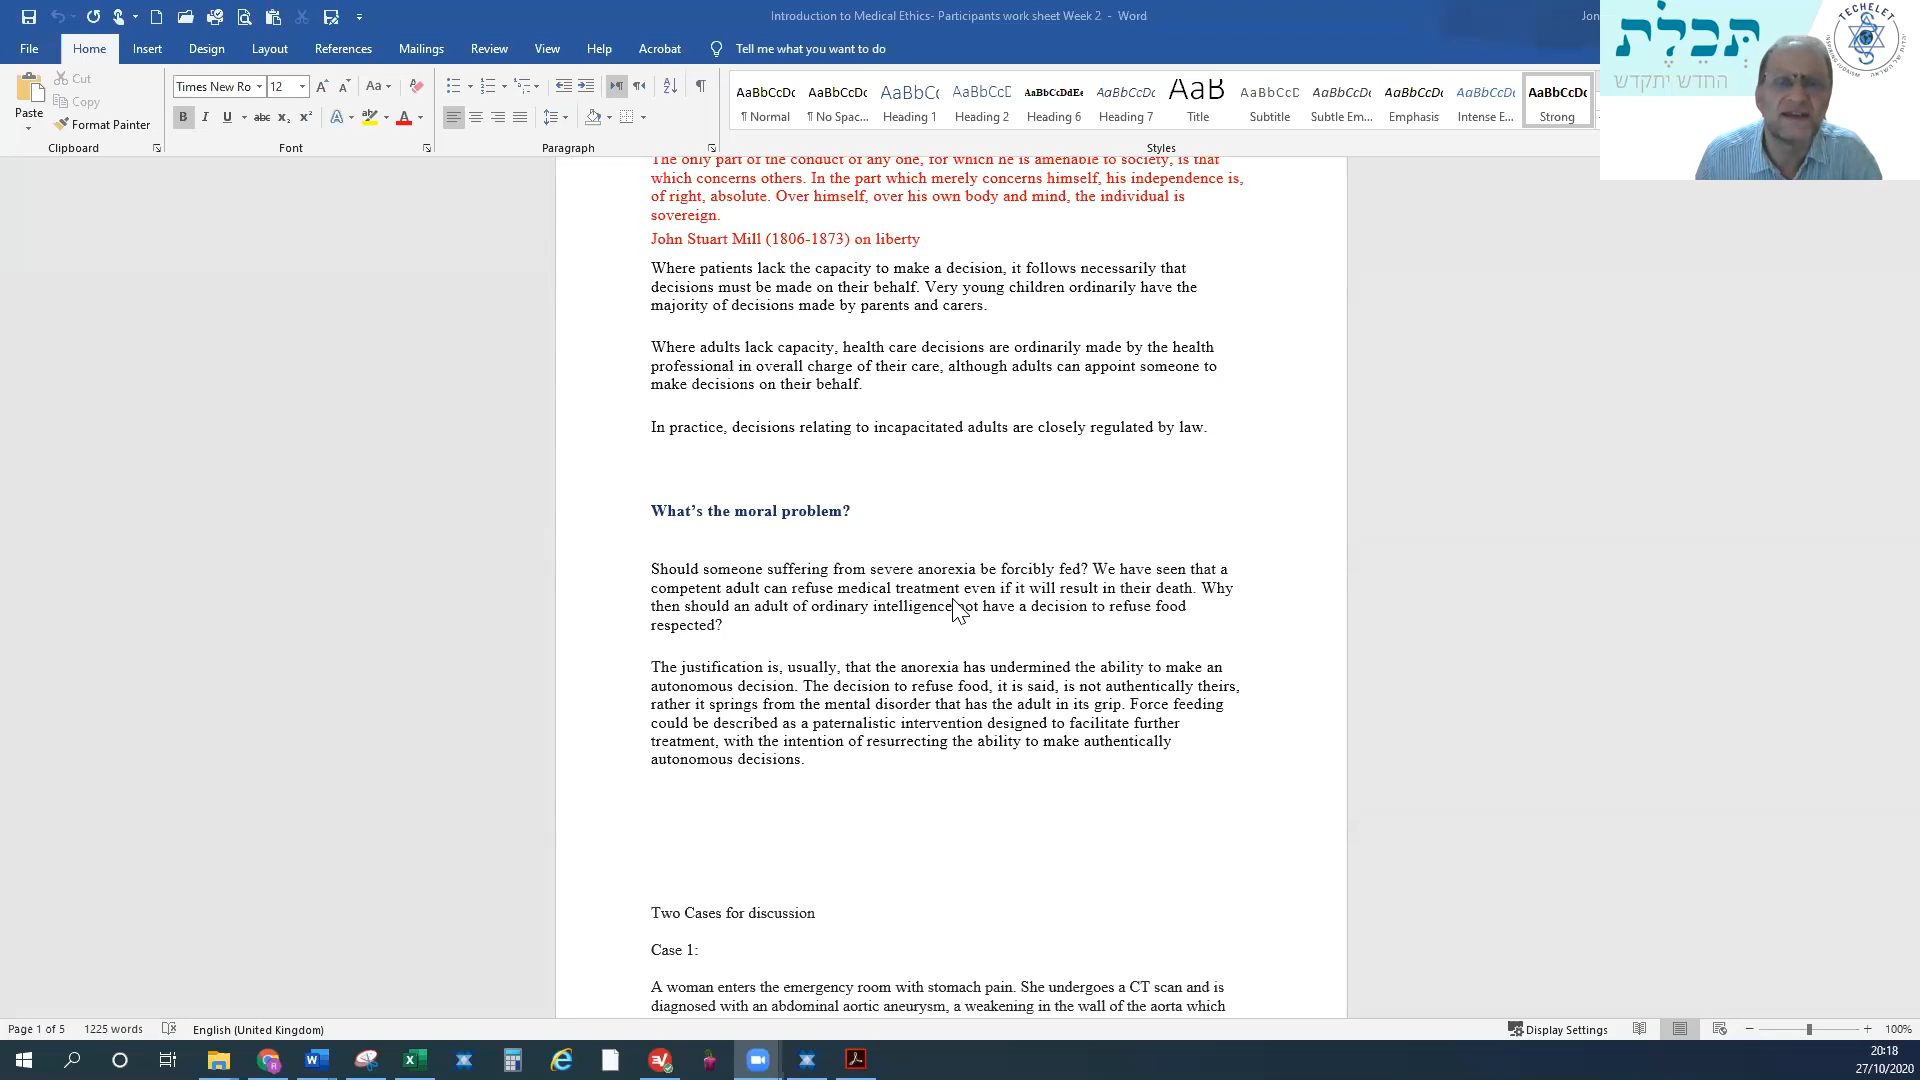 Introduction to Medical Ethics- Participants work sheet Week 2 - Word
Jon
File
Home
Insert
Design
Layout
References
Mailings
Review
View
Help
Acrobat
Tell me what you want to do
תְּכֵלֶת
החדש יתקדש
TECHELET
INSPIRING JUDAISM
Paste
Cut
Copy
Format Painter
Clipboard
Times New Ro
12
Font
Paragraph
AaBbCcDc
¶ Normal
AaBbCcDc
¶ No Spac...
AaBbC(
Heading 1
AaBbCcD
Heading 2
AaBbCcDdEe
Heading 6
AaBbCcDc
Heading 7
AaB
Title
AaBbCcD
Subtitle
AaBbCcDc
Subtle Em...
AaBbCcDc
Emphasis
AaBbCcDc
Intense E...
AaBbCcDc
Strong
Styles
The only part of the conduct of any one, for which he is amenable to society, is that
which concerns others. In the part which merely concerns himself, his independence is,
of right, absolute. Over himself, over his own body and mind, the individual is
sovereign.
John Stuart Mill (1806-1873) on liberty
Where patients lack the capacity to make a decision, it follows necessarily that
decisions must be made on their behalf. Very young children ordinarily have the
majority of decisions made by parents and carers.
Where adults lack capacity, health care decisions are ordinarily made by the health
professional in overall charge of their care, although adults can appoint someone to
make decisions on their behalf.
In practice, decisions relating to incapacitated adults are closely regulated by law.
What's the moral problem?
Should someone suffering from severe anorexia be forcibly fed? We have seen that a
competent adult can refuse medical treatment even if it will result in their death. Why
then should an adult of ordinary intelligence not have a decision to refuse food
respected?
The justification is, usually, that the anorexia has undermined the ability to make an
autonomous decision. The decision to refuse food, it is said, is not authentically theirs,
rather it springs from the mental disorder that has the adult in its grip. Force feeding
could be described as a paternalistic intervention designed to facilitate further
treatment, with the intention of resurrecting the ability to make authentically
autonomous decisions.
Two Cases for discussion
Case 1:
A woman enters the emergency room with stomach pain. She undergoes a CT scan and is
diagnosed with an abdominal aortic aneurysm, a weakening in the wall of the aorta which
Page 1 of 5
1225 words
English (United Kingdom)
Display Settings
100%
20:18
27/10/2020